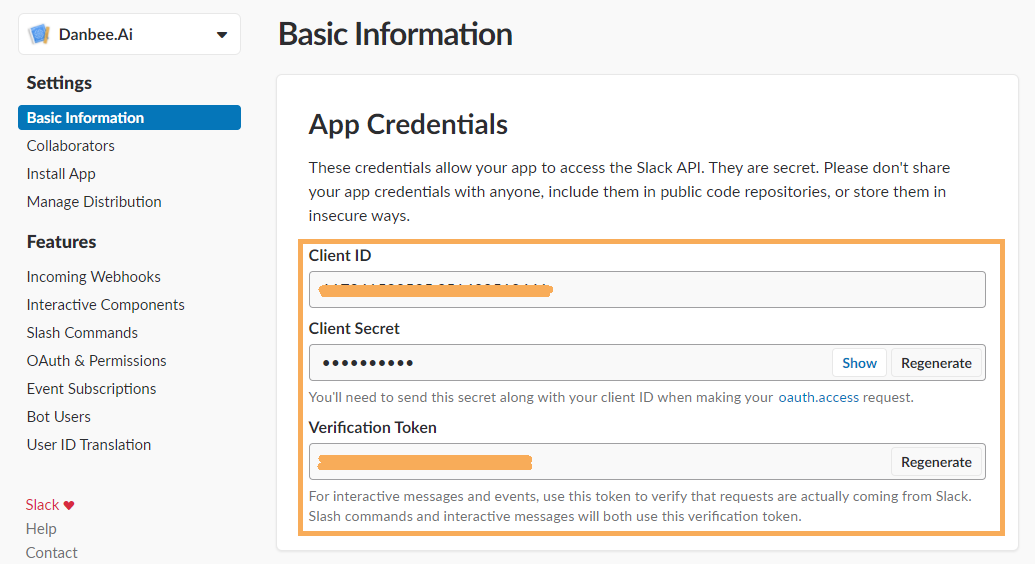 Danbee.Ai
Basic Information
Settings
Basic Information
Collaborators
Install App
Manage Distribution
Features
Incoming Webhooks
Interactive Components
Slash Commands
OAuth & Permissions
Event Subscriptions
Bot Users
User ID Translation
Slack
Help
Contact
App Credentials
These credentials allow your app to access the Slack API. They are secret. Please don't share
your app credentials with anyone, include them in public code repositories, or store them in
insecure ways.
Client ID
Client Secret
•••••••••• Show Regenerate
You'll need to send this secret along with your client ID when making your oauth.access request.
Verification Token
Regenerate
For interactive messages and events, use this token to verify that requests are actually coming from Slack.
Slash commands and interactive messages will both use this verification token.